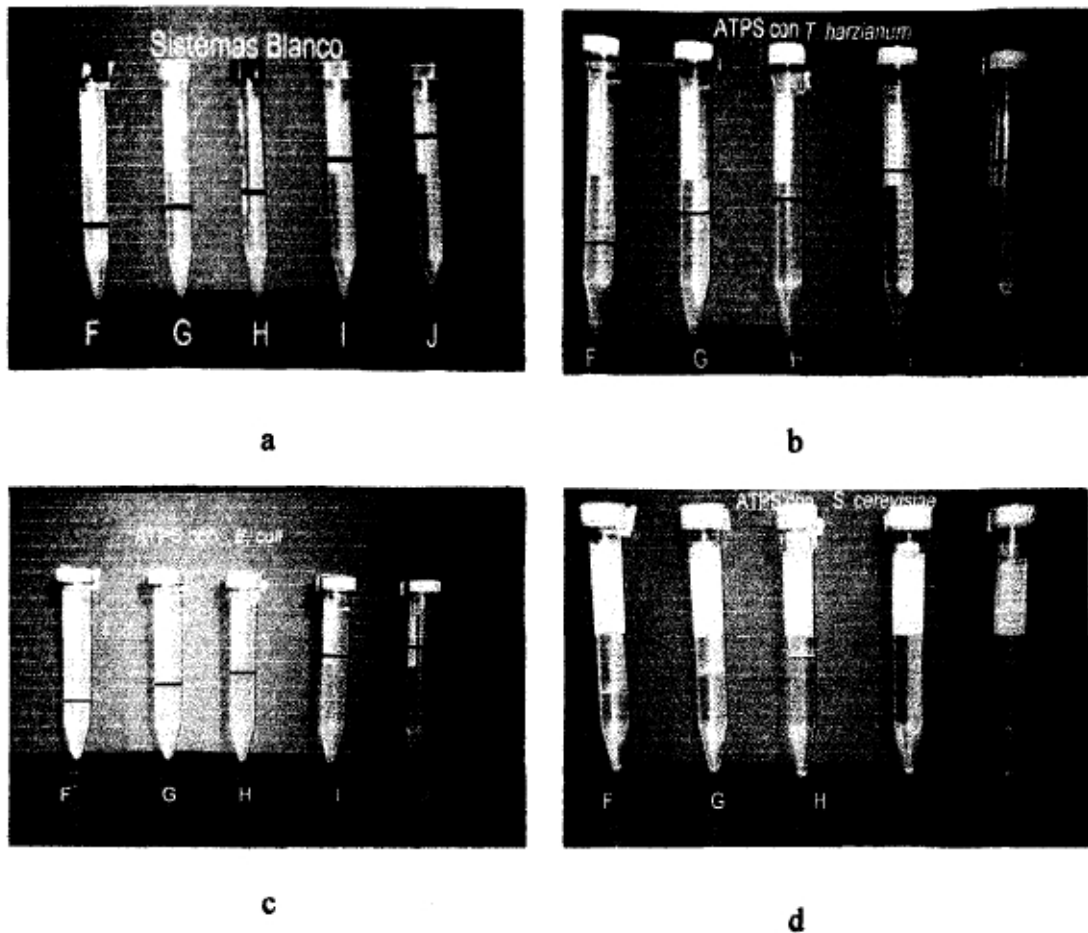 Sistemas Blanco
F G H I J
a
ATPS con T. harzianum
F G
b
ATPS con E. coli
F G H I
c
S. cerevisiae
F G H
d